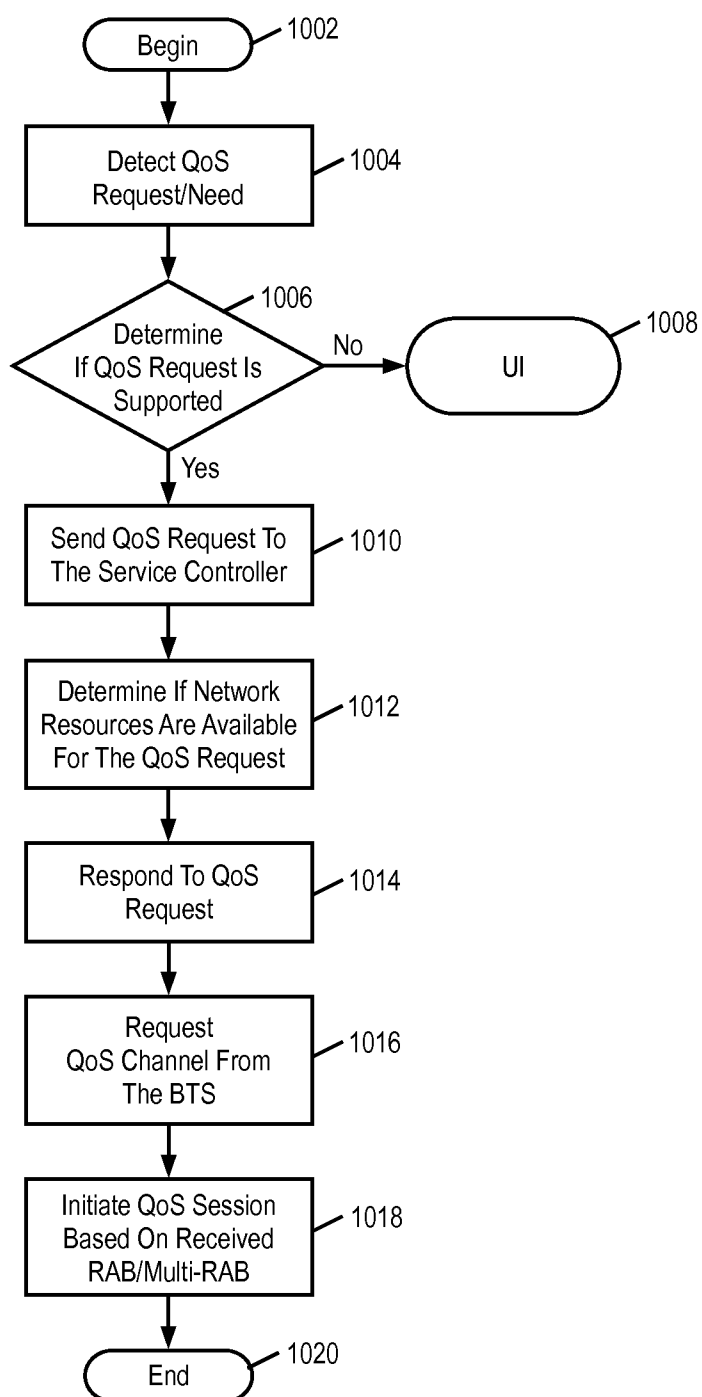 Begin
1002
Detect QoS
Request/Need
1004
1006
Determine
If QoS Request Is
Supported
No
UI
1008
Yes
Send QoS Request To
The Service Controller
1010
Determine If Network
Resources Are Available
For The QoS Request
1012
Respond To QoS
Request
1014
Request
QoS Channel From
The BTS
1016
Initiate QoS Session
Based On Received
RAB/Multi-RAB
1018
End
1020